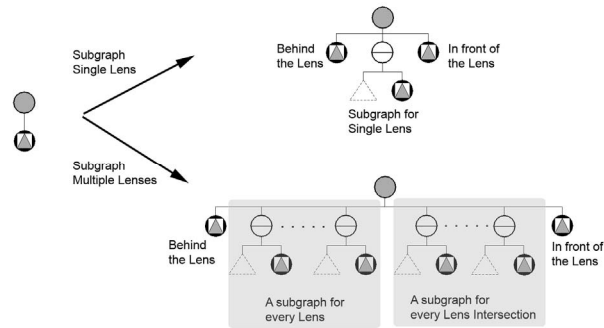 Subgraph
Single Lens
Behind
the Lens
In front of
the Lens
Subgraph for
Single Lens
Subgraph
Multiple Lenses
Behind
the Lens
In front of
the Lens
A subgraph for
every Lens
A subgraph for
every Lens Intersection